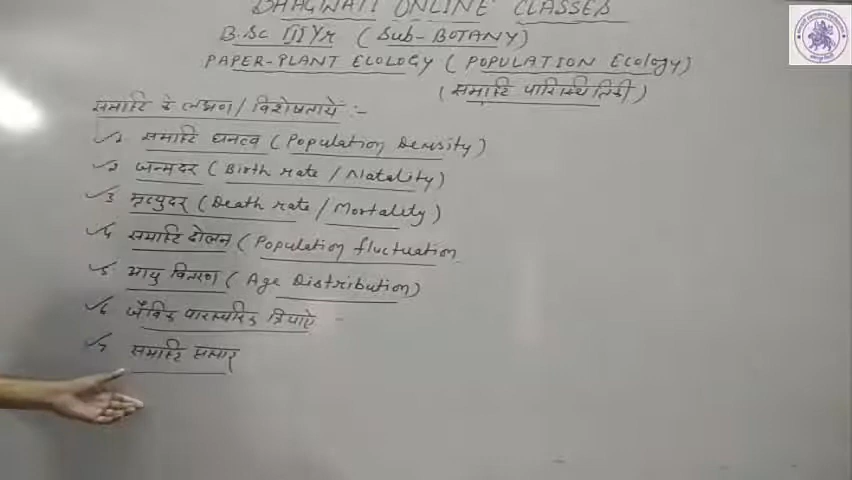 BHAGWATI ONLINE CLASSES
B.Sc III Yr (Sub-BOTANY)
PAPER-PLANT ECOLOGY (POPULATION Ecology)
(समष्टि पारिस्थितिकी)
समष्टि के लक्षण/विशेषतायें :-
1 समष्टि घनत्व (Population Density)
2 जन्मदर (Birth rate/Natality)
3 मृत्युदर (Death rate/Mortality)
4 समष्टि दोलन (Population fluctuation
5 आयु वितरण (Age Distribution)
6 जैविक पारस्परिक क्रियाऐं
7 समष्टि